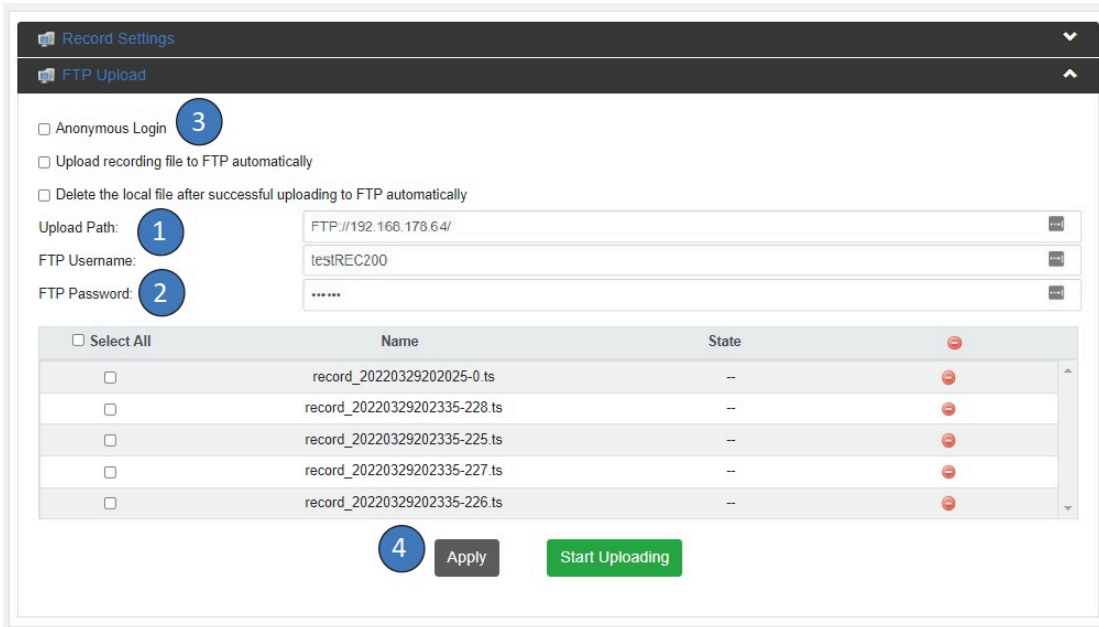 Record Settings
FTP Upload
Anonymous Login 3
Upload recording file to FTP automatically
Delete the local file after successful uploading to FTP automatically
Upload Path: 1 FTP://192.168.178.64/
FTP Username: testREC200
FTP Password: 2 ••••••
Select All Name State
record_20220329202025-0.ts --
record_20220329202335-228.ts --
record_20220329202335-225.ts --
record_20220329202335-227.ts --
record_20220329202335-226.ts --
4 Apply Start Uploading